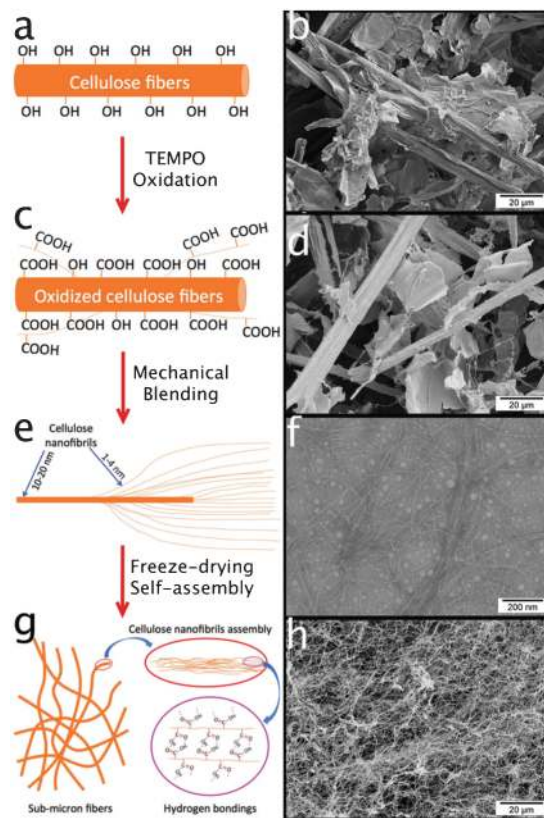 a
OH OH OH OH OH OH
Cellulose fibers
OH OH OH OH OH OH
b
20 µm
TEMPO
Oxidation
c
COOH COOH COOH
COOH OH COOH COOH OH COOH
Oxidized cellulose fibers
COOH COOH OH COOH COOH COOH
COOH
d
20 µm
Mechanical
Blending
e
Cellulose
nanofibrils
10-20 nm
1-4 nm
f
200 nm
Freeze-drying
Self-assembly
g
Cellulose nanofibrils assembly
Sub-micron fibers
Hydrogen bondings
h
20 µm